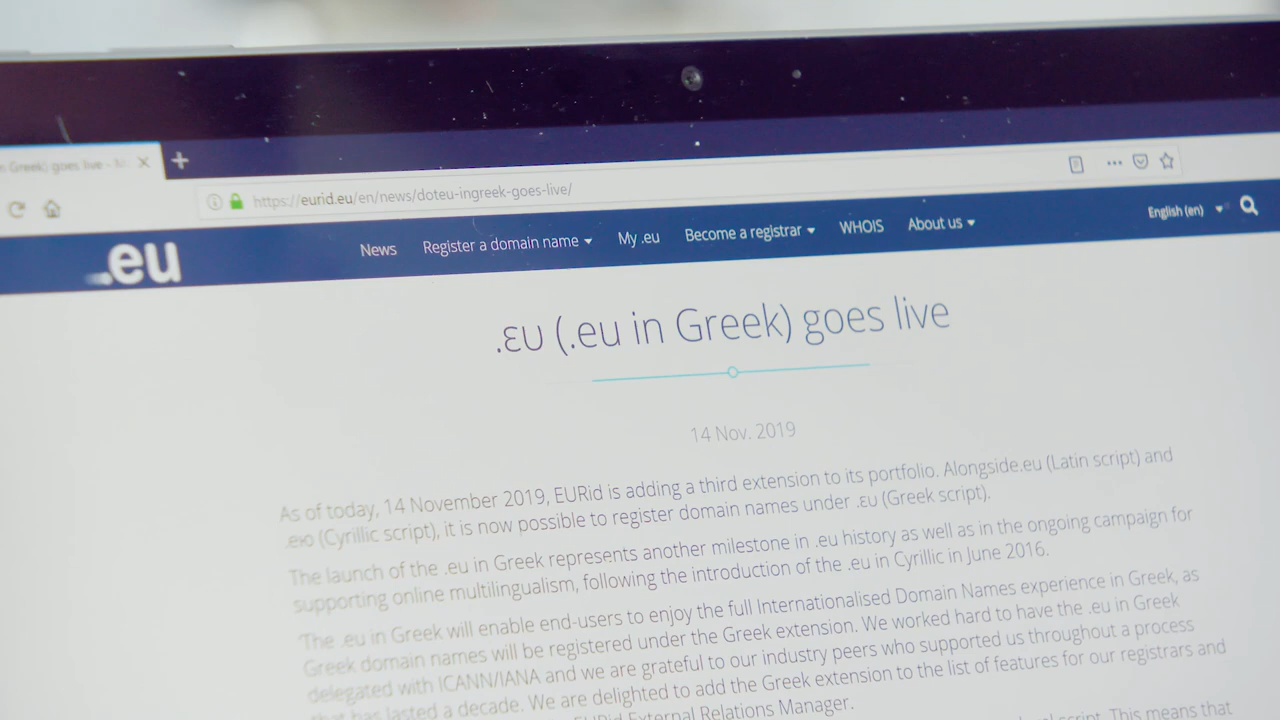 Greek) goes live -
https://eurid.eu/en/news/doteu-ingreek-goes-live/
.eu News Register a domain name My .eu Become a registrar WHOIS About us English (en)
.ευ (.eu in Greek) goes live
14 Nov. 2019
As of today, 14 November 2019, EURid is adding a third extension to its portfolio. Alongside.eu (Latin script) and
.ею (Cyrillic script), it is now possible to register domain names under .ευ (Greek script).
The launch of the .eu in Greek represents another milestone in .eu history as well as in the ongoing campaign for
supporting online multilingualism, following the introduction of the .eu in Cyrillic in June 2016.
"The .eu in Greek will enable end-users to enjoy the full Internationalised Domain Names experience in Greek, as
Greek domain names will be registered under the Greek extension. We worked hard to have the .eu in Greek
delegated with ICANN/IANA and we are grateful to our industry peers who supported us throughout a process
that has lasted a decade. We are delighted to add the Greek extension to the list of features for our registrars and
EURid External Relations Manager.
script. This means that